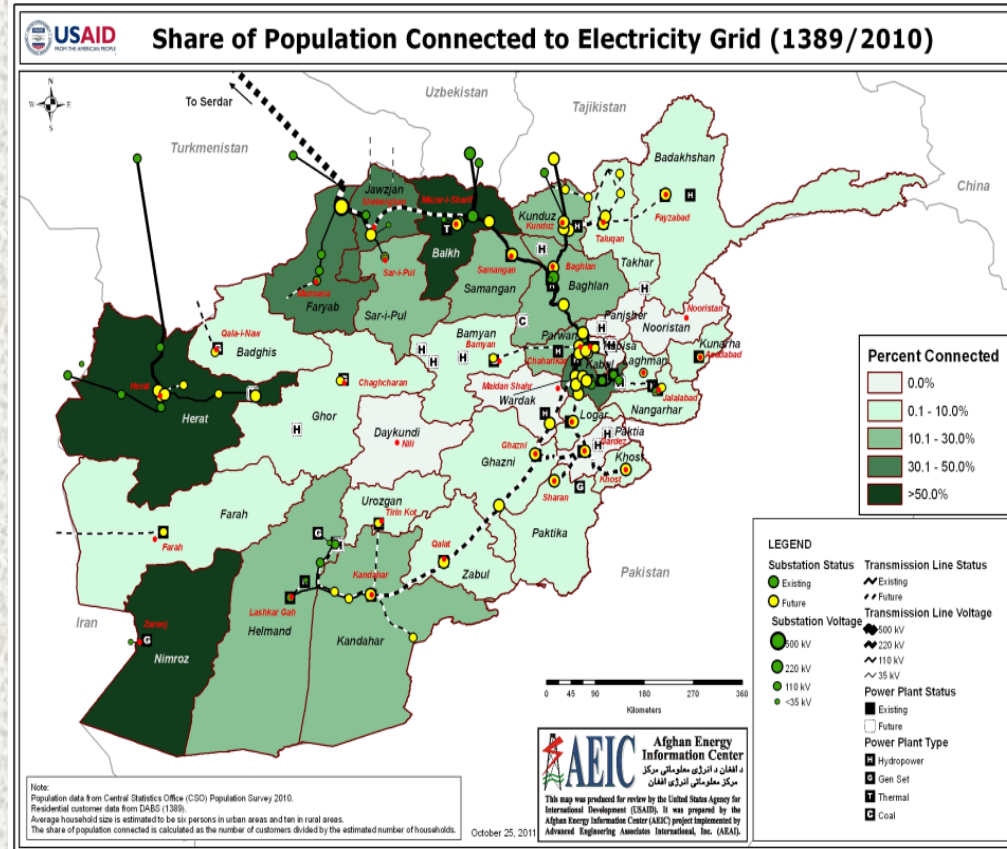 USAID
FROM THE AMERICAN PEOPLE
Share of Population Connected to Electricity Grid (1389/2010)
N
W E
S
To Serdar
Uzbekistan
Tajikistan
Turkmenistan
China
Badakhshan
Jawzjan
Sheberghan
Mazar-i-Sharif
Kunduz
Kunduz
Fayzabad
Taluqan
Balkh
Takhar
Sar-i-Pul
Samangan
Baghlan
Maimana
Faryab
Samangan
Baghlan
Nooristan
Sar-i-Pul
Panjsher
Nooristan
Qala-i-Naw
Badghis
Bamyan
Bamyan
Parwan
Kapisa
Kunarha
Asadabad
Charikar
Kabul
Laghman
Herat
Chaghcharan
Maidan Shahr
Jalalabad
Herat
Ghor
Wardak
Nangarhar
Logar
Daykundi
Nili
Ghazni
Paktia
Gardez
Ghazni
Khost
Khost
Urozgan
Sharan
Farah
Tirin Kot
Paktika
Farah
Qalat
Zabul
Pakistan
Kandahar
Iran
Zaranj
Lashkar Gah
Helmand
Nimroz
Kandahar
Percent Connected
0.0%
0.1 - 10.0%
10.1 - 30.0%
30.1 - 50.0%
>50.0%
LEGEND
Substation Status
Existing
Future
Substation Voltage
500 kV
220 kV
110 kV
<35 kV
Transmission Line Status
Existing
Future
Transmission Line Voltage
500 kV
220 kV
110 kV
35 kV
Power Plant Status
Existing
Future
Power Plant Type
H Hydropower
G Gen Set
T Thermal
C Coal
0 45 90 180 270 360
Kilometers
AEIC
Afghan Energy
Information Center
د افغان د انرژی معلوماتی مرکز
مرکز معلوماتی انرژی افغان
This map was produced for review by the United States Agency for
International Development (USAID). It was prepared by the
Afghan Energy Information Center (AEIC) project implemented by
Advanced Engineering Associates International, Inc. (AEAI).
Note:
Population data from Central Statistics Office (CSO) Population Survey 2010.
Residential customer data from DABS (1389).
Average household size is estimated to be six persons in urban areas and ten in rural areas.
The share of population connected is calculated as the number of customers divided by the estimated number of households.
October 25, 2011